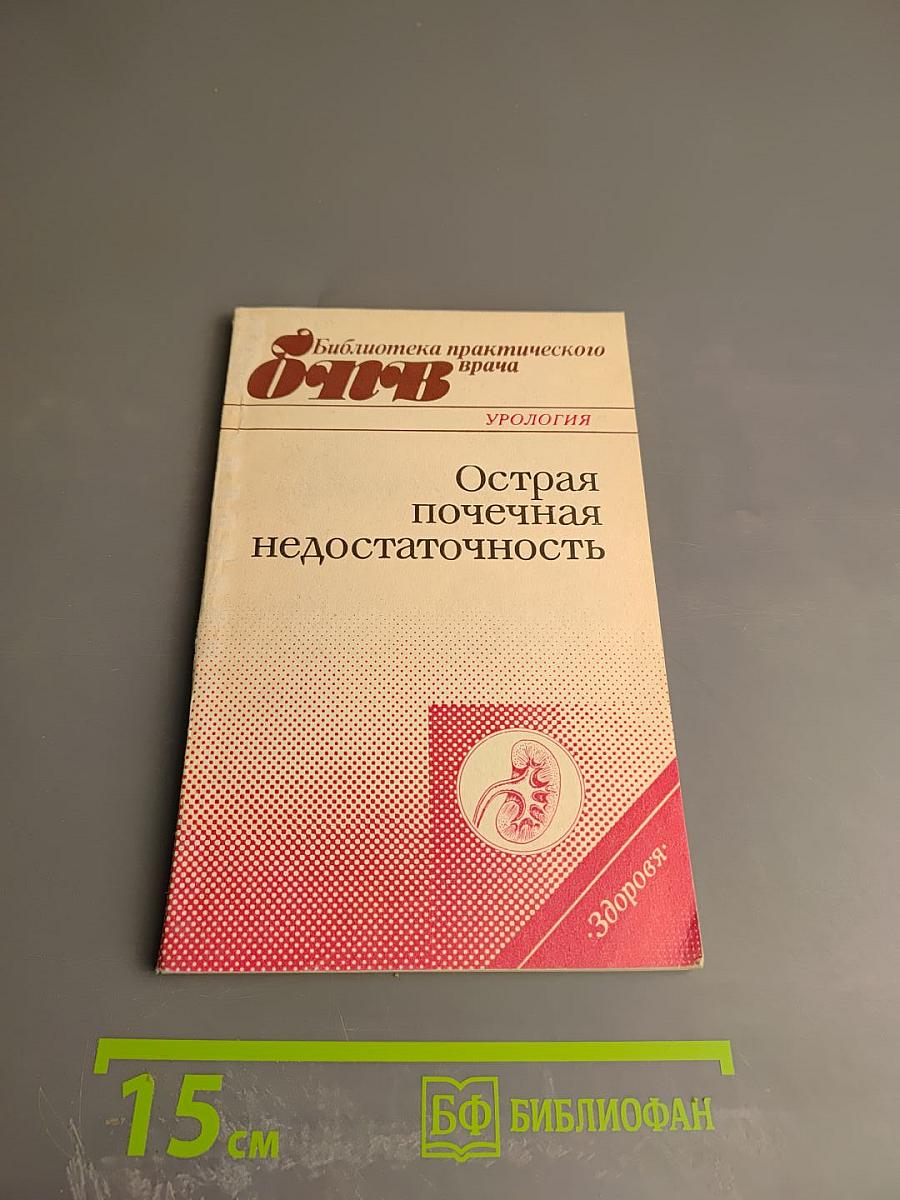 Библиотека практического
врача
бпв
УРОЛОГИЯ
Острая
почечная
недостаточность
·Здоровя·
15 см
БФ БИБЛИОФАН